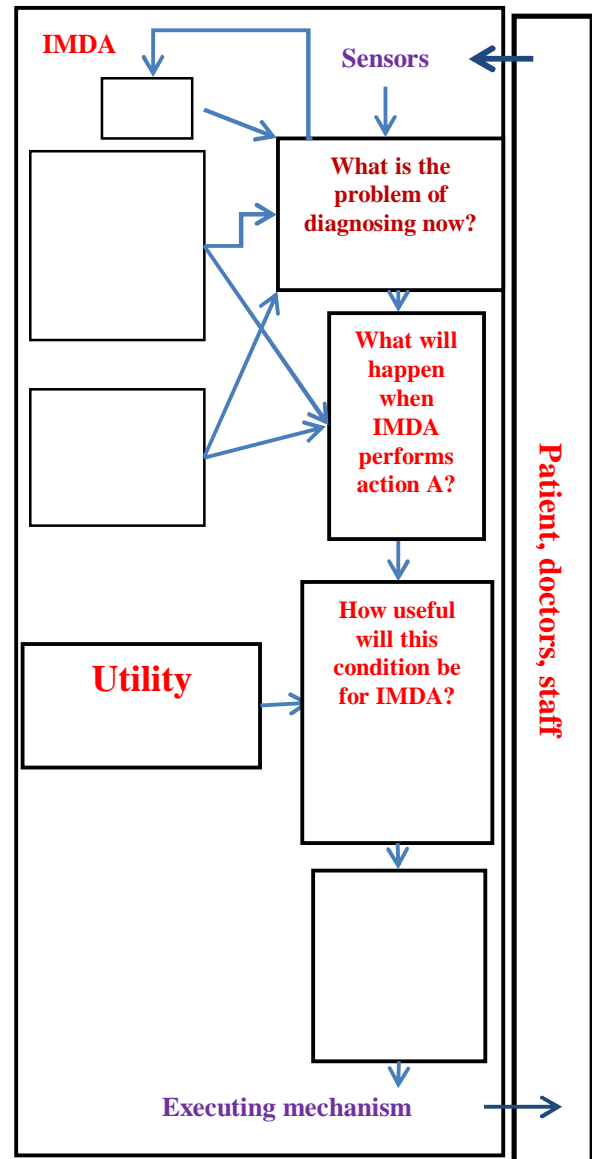 IMDA
Sensors
What is the
problem of
diagnosing now?
What will
happen
when
IMDA
performs
action A?
How useful
will this
condition be
for IMDA?
Utility
Executing mechanism
Patient, doctors, staff